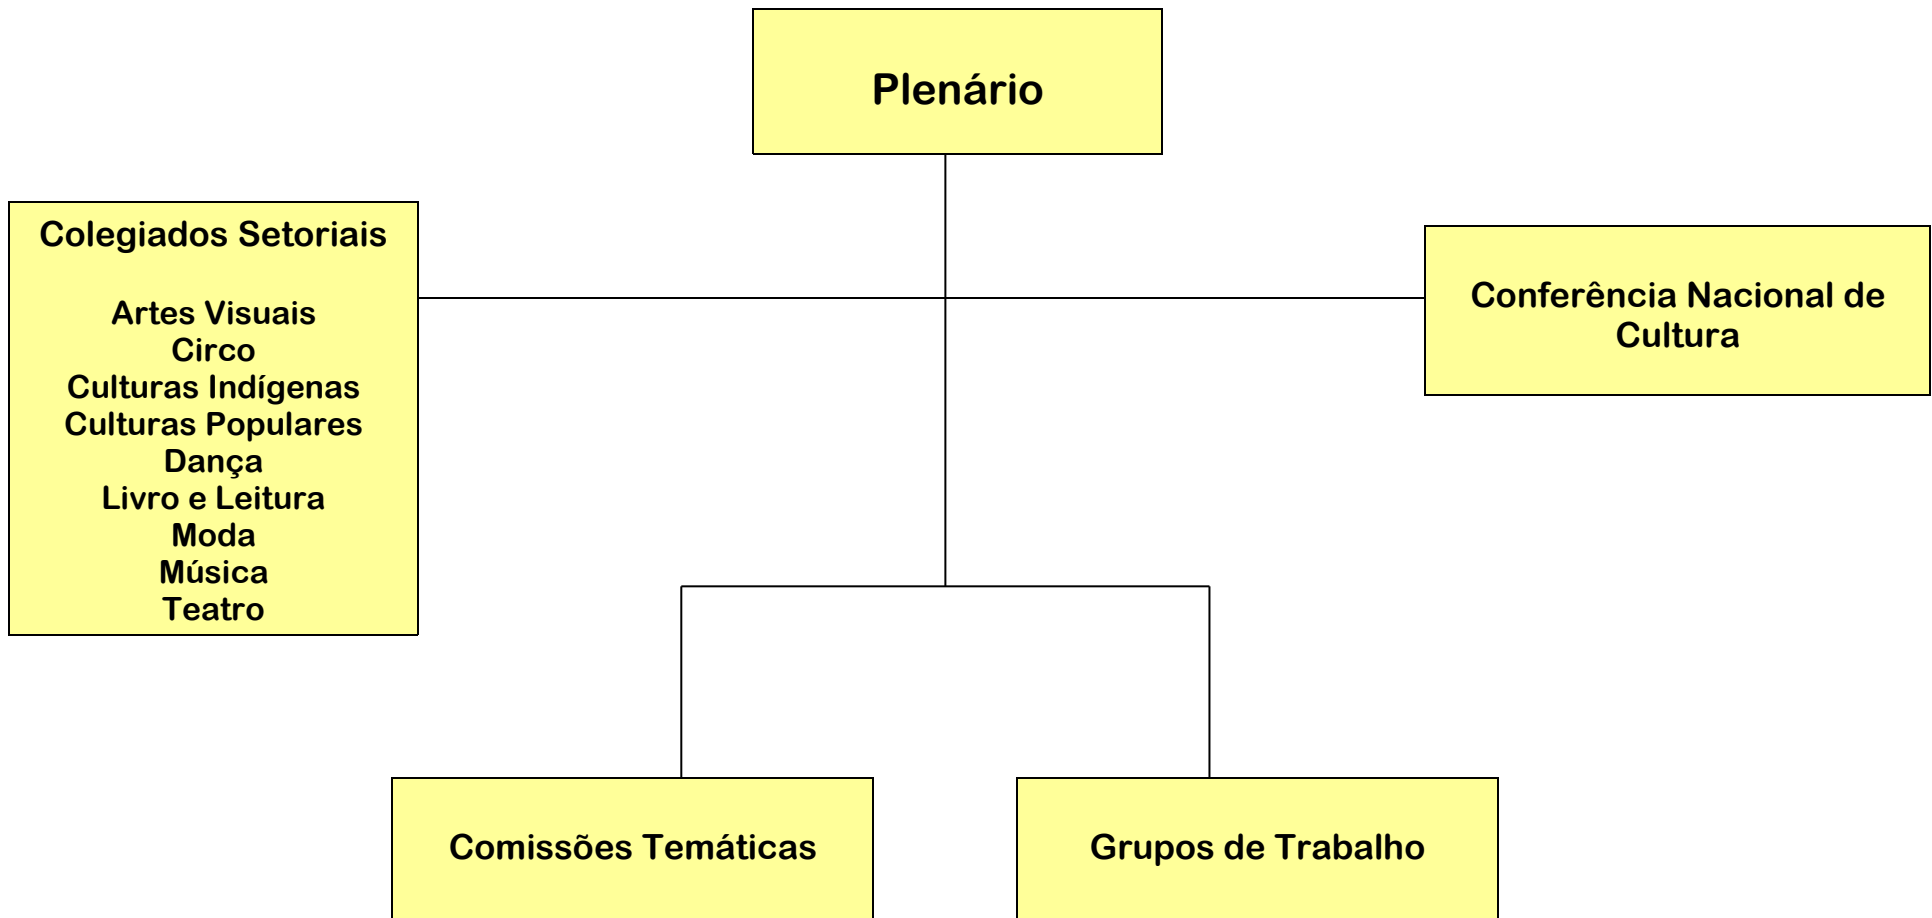 Plenário
Colegiados Setoriais
Artes Visuais
Circo
Culturas Indígenas
Culturas Populares
Dança
Livro e Leitura
Moda
Música
Teatro
Conferência Nacional de
Cultura
Comissões Temáticas
Grupos de Trabalho